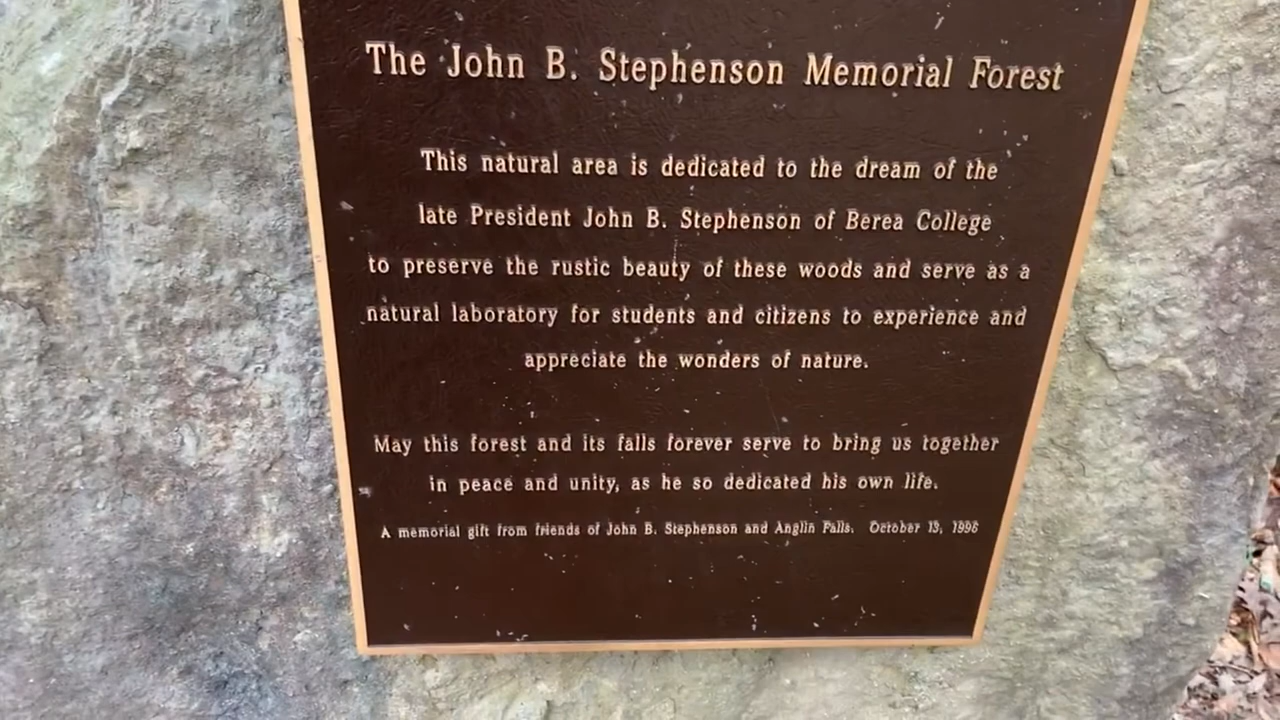 The John B. Stephenson Memorial Forest
This natural area is dedicated to the dream of the
late President John B. Stephenson of Berea College
to preserve the rustic beauty of these woods and serve as a
natural laboratory for students and citizens to experience and
appreciate the wonders of nature.
May this forest and its falls forever serve to bring us together
in peace and unity, as he so dedicated his own life.
A memorial gift from friends of John B. Stephenson and Anglin Falls. October 13, 1996